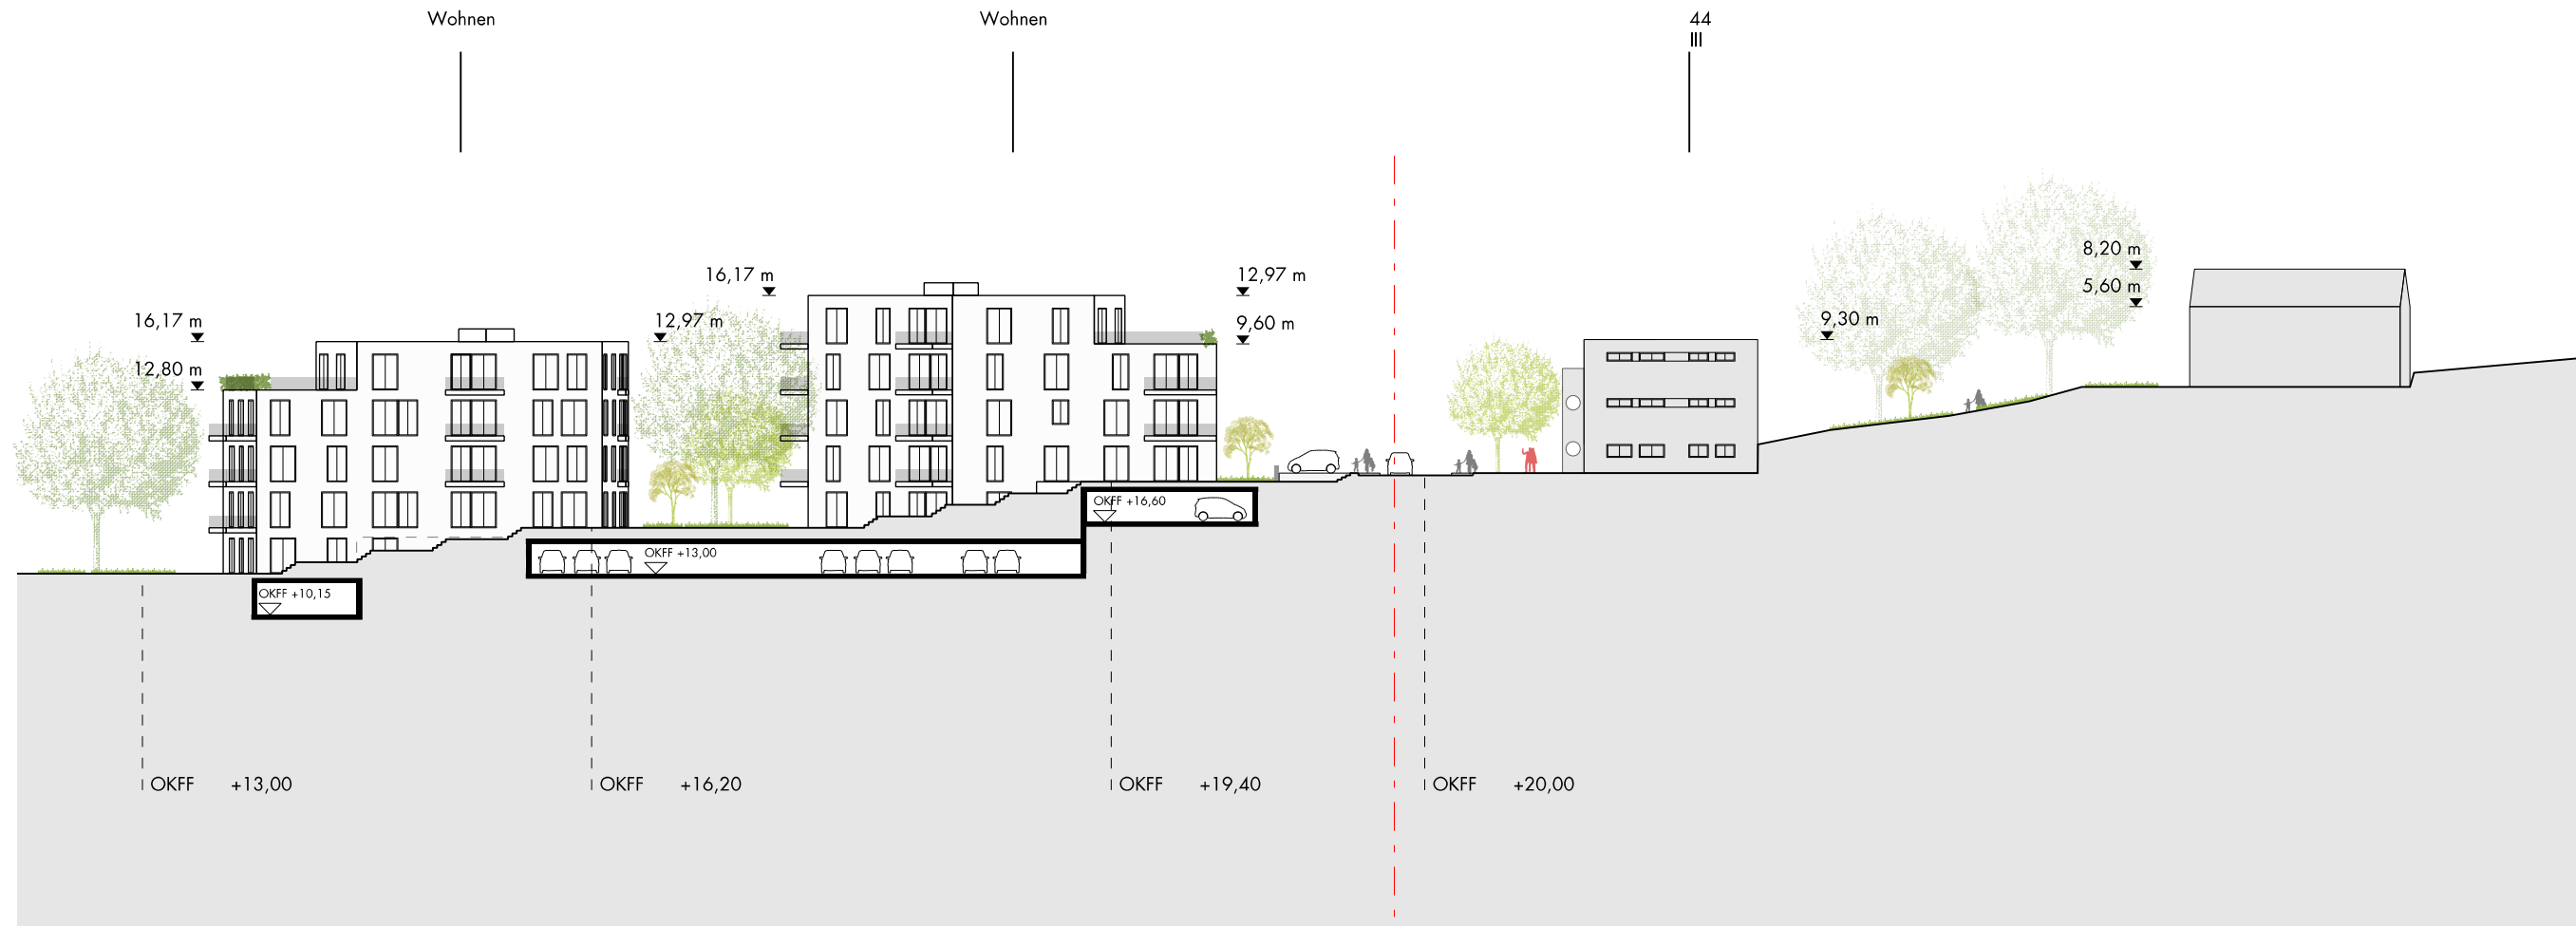 Wohnen
Wohnen
44
III
8,20 m
16,17 m
12,97 m
5,60 m
16,17 m
12,97 m
9,60 m
9,30 m
12,80 m
OKFF +16,60
OKFF +13,00
OKFF +10,15
OKFF +13,00
OKFF +16,20
OKFF +19,40
OKFF +20,00